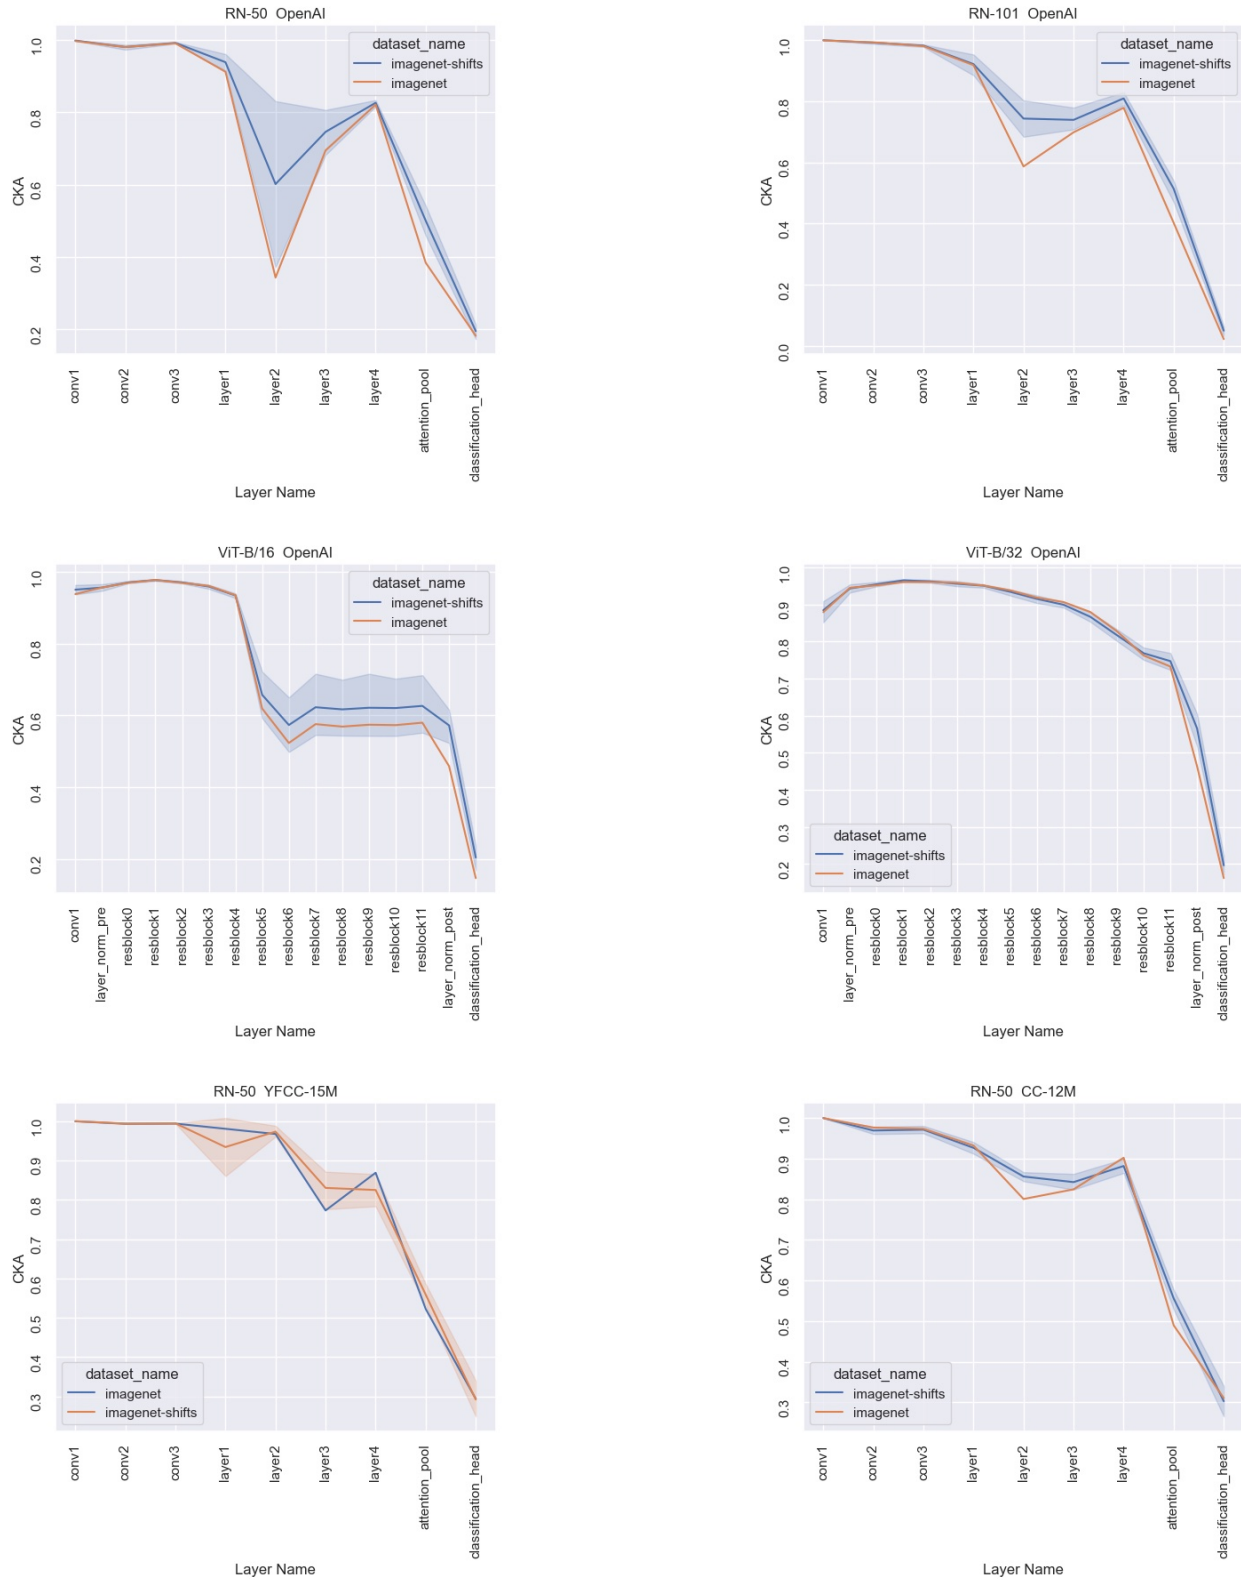 RN-50 OpenAI
CKA
1.0
0.8
0.6
0.4
0.2
dataset_name
imagenet-shifts
imagenet
conv1
conv2
conv3
layer1
layer2
layer3
layer4
attention_pool
classification_head
Layer Name
RN-101 OpenAI
CKA
1.0
0.8
0.6
0.4
0.2
0.0
dataset_name
imagenet-shifts
imagenet
conv1
conv2
conv3
layer1
layer2
layer3
layer4
attention_pool
classification_head
Layer Name
ViT-B/16 OpenAI
CKA
1.0
0.8
0.6
0.4
0.2
dataset_name
imagenet-shifts
imagenet
conv1
layer_norm_pre
resblock0
resblock1
resblock2
resblock3
resblock4
resblock5
resblock6
resblock7
resblock8
resblock9
resblock10
resblock11
layer_norm_post
classification_head
Layer Name
ViT-B/32 OpenAI
CKA
1.0
0.9
0.8
0.7
0.6
0.5
0.4
0.3
0.2
dataset_name
imagenet-shifts
imagenet
conv1
layer_norm_pre
resblock0
resblock1
resblock2
resblock3
resblock4
resblock5
resblock6
resblock7
resblock8
resblock9
resblock10
resblock11
layer_norm_post
classification_head
Layer Name
RN-50 YFCC-15M
CKA
1.0
0.9
0.8
0.7
0.6
0.5
0.4
0.3
dataset_name
imagenet
imagenet-shifts
conv1
conv2
conv3
layer1
layer2
layer3
layer4
attention_pool
classification_head
Layer Name
RN-50 CC-12M
CKA
1.0
0.9
0.8
0.7
0.6
0.5
0.4
0.3
dataset_name
imagenet-shifts
imagenet
conv1
conv2
conv3
layer1
layer2
layer3
layer4
attention_pool
classification_head
Layer Name